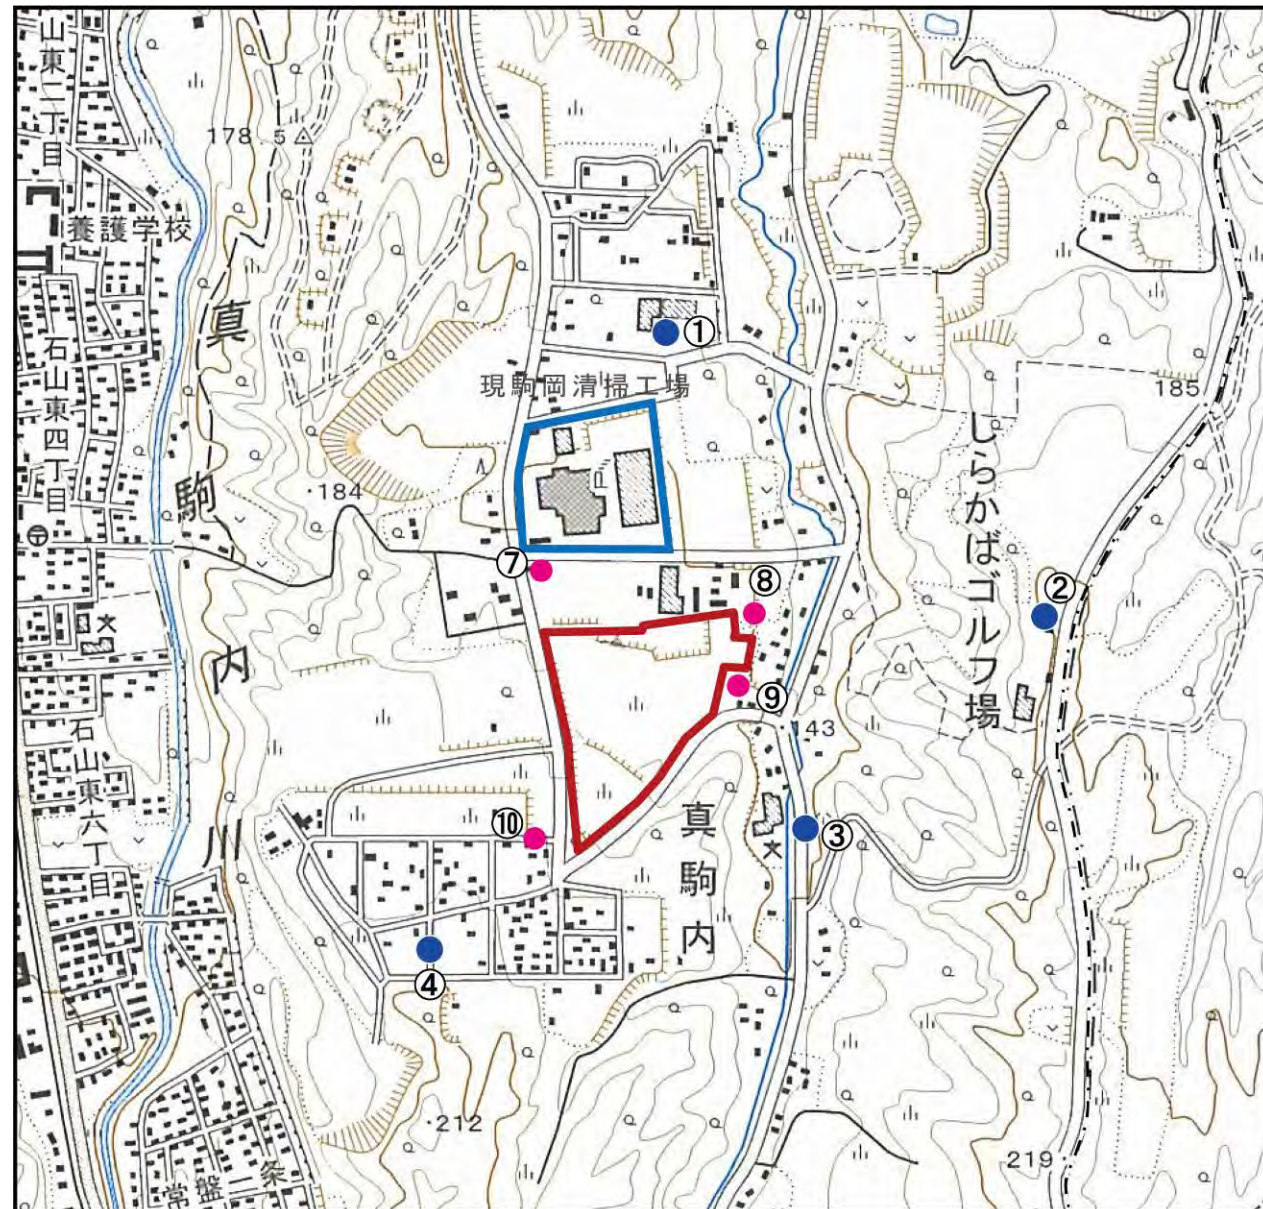 山東二丁目
178
5
養護学校
真駒内川
石山東四丁目
①
現駒岡清掃工場
185
しらかばゴルフ場
・184
⑦
⑧
②
⑨
143
石山東六丁目
⑩
③
真駒内
④
・212
219
常盤一条